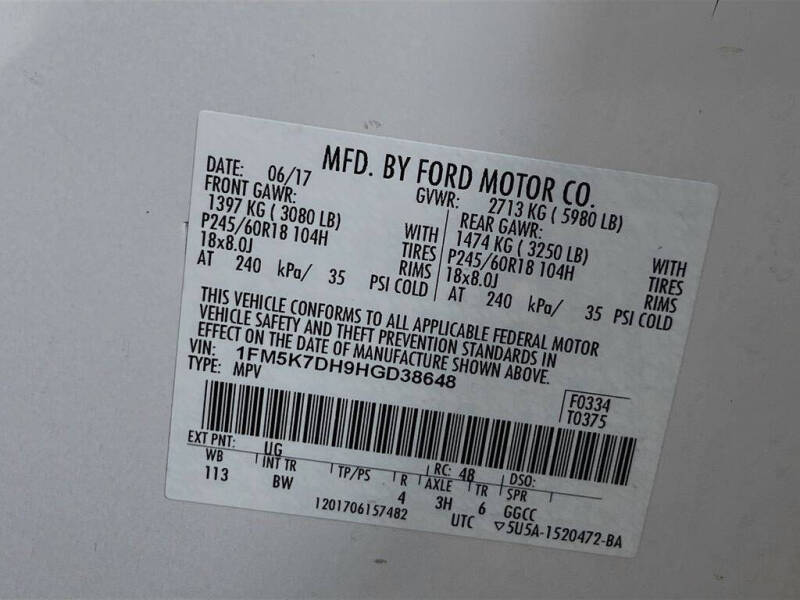 MFD. BY FORD MOTOR CO.
DATE: 06/17 GVWR: 2713 KG ( 5980 LB)
FRONT GAWR: REAR GAWR:
1397 KG ( 3080 LB) WITH 1474 KG ( 3250 LB) WITH
P245/60R18 104H TIRES P245/60R18 104H TIRES
18x8.0J RIMS 18x8.0J RIMS
AT 240 kPa/ 35 PSI COLD AT 240 kPa/ 35 PSI COLD
THIS VEHICLE CONFORMS TO ALL APPLICABLE FEDERAL MOTOR
VEHICLE SAFETY AND THEFT PREVENTION STANDARDS IN
EFFECT ON THE DATE OF MANUFACTURE SHOWN ABOVE.
VIN: 1FM5K7DH9HGD38648
TYPE: MPV
F0334
T0375
EXT PNT: UG RC: 48 DSO:
WB INT TR TP/PS R AXLE TR SPR
113 BW 4 3H 6 GGCC
1201706157482 UTC ▽5U5A-1520472-BA